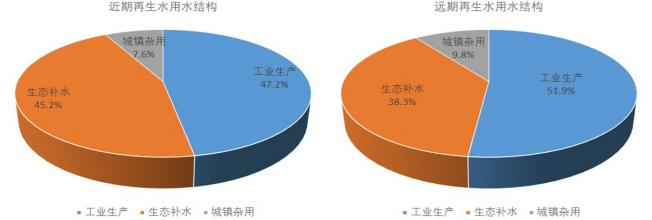 近期再生水用水结构
城镇杂用
7.6%
工业生产
47.2%
生态补水
45.2%
工业生产 生态补水 城镇杂用
远期再生水用水结构
城镇杂用
9.8%
工业生产
51.9%
生态补水
38.3%
工业生产 生态补水 城镇杂用